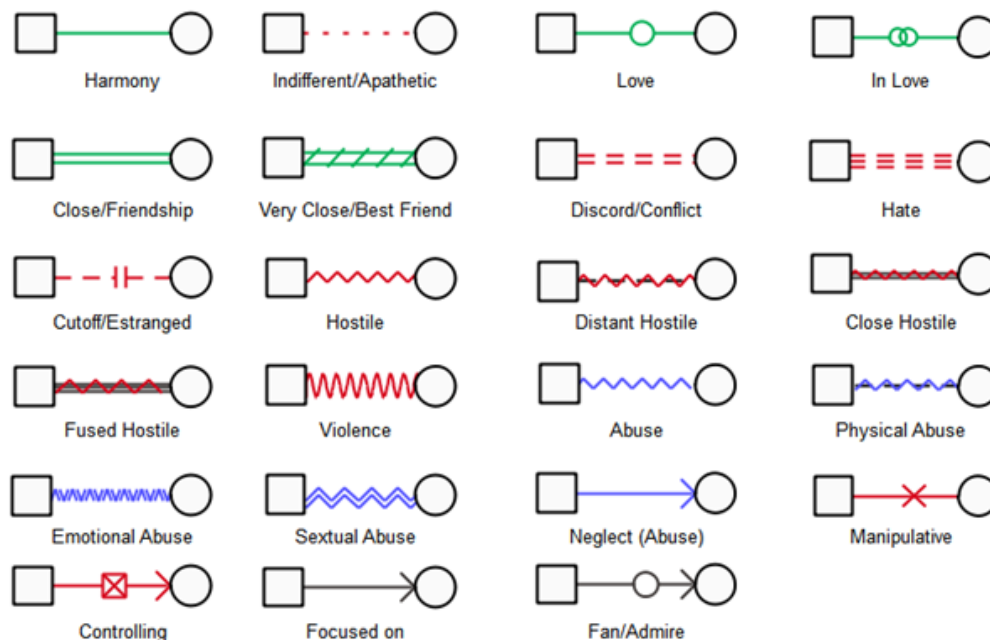 Harmony
Indifferent/Apathetic
Love
In Love
Close/Friendship
Very Close/Best Friend
Discord/Conflict
Hate
Cutoff/Estranged
Hostile
Distant Hostile
Close Hostile
Fused Hostile
Violence
Abuse
Physical Abuse
Emotional Abuse
Sextual Abuse
Neglect (Abuse)
Manipulative
Controlling
Focused on
Fan/Admire